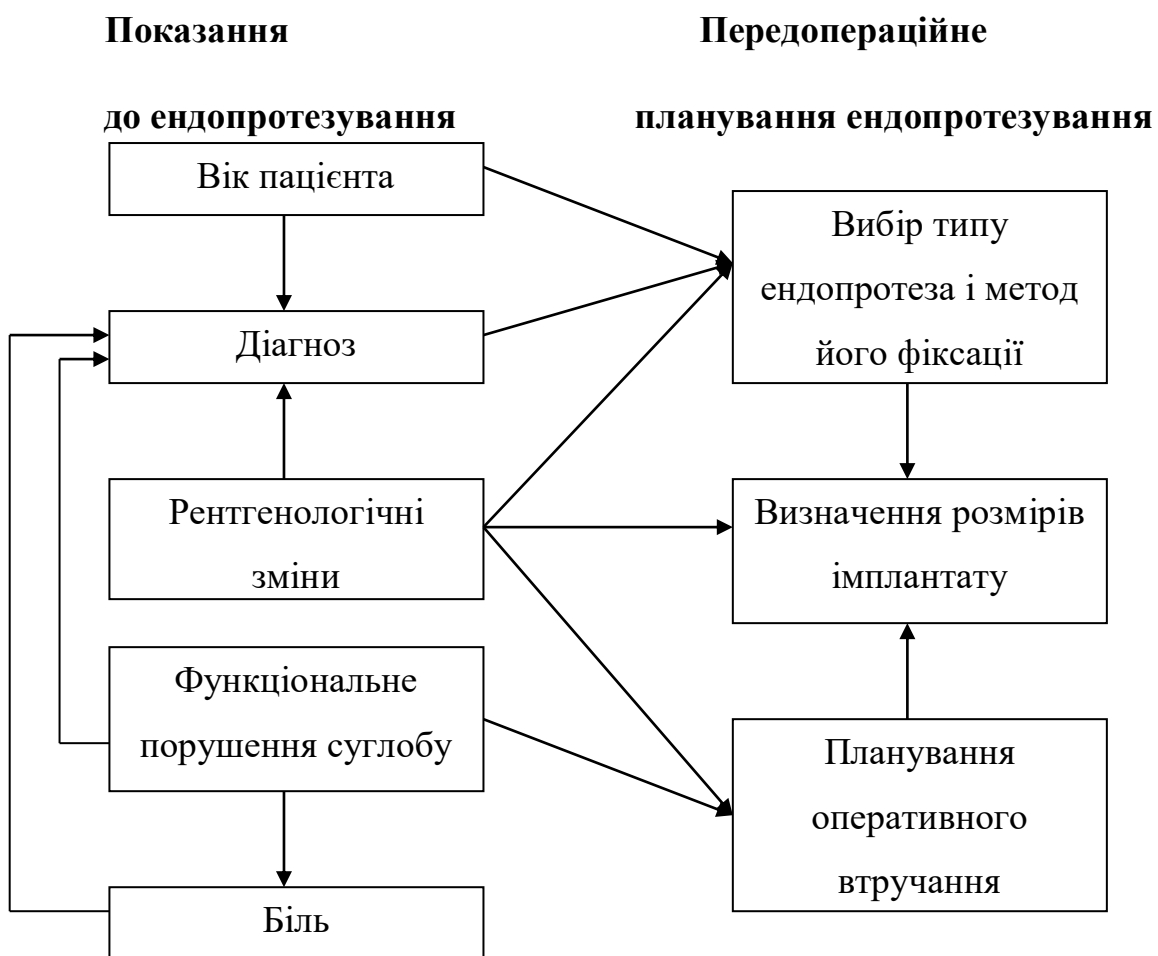 Показання
до ендопротезування
Передопераційне
планування ендопротезування
Вік пацієнта
Діагноз
Рентгенологічні
зміни
Функціональне
порушення суглобу
Біль
Вибір типу
ендопротеза і метод
його фіксації
Визначення розмірів
імплантату
Планування
оперативного
втручання